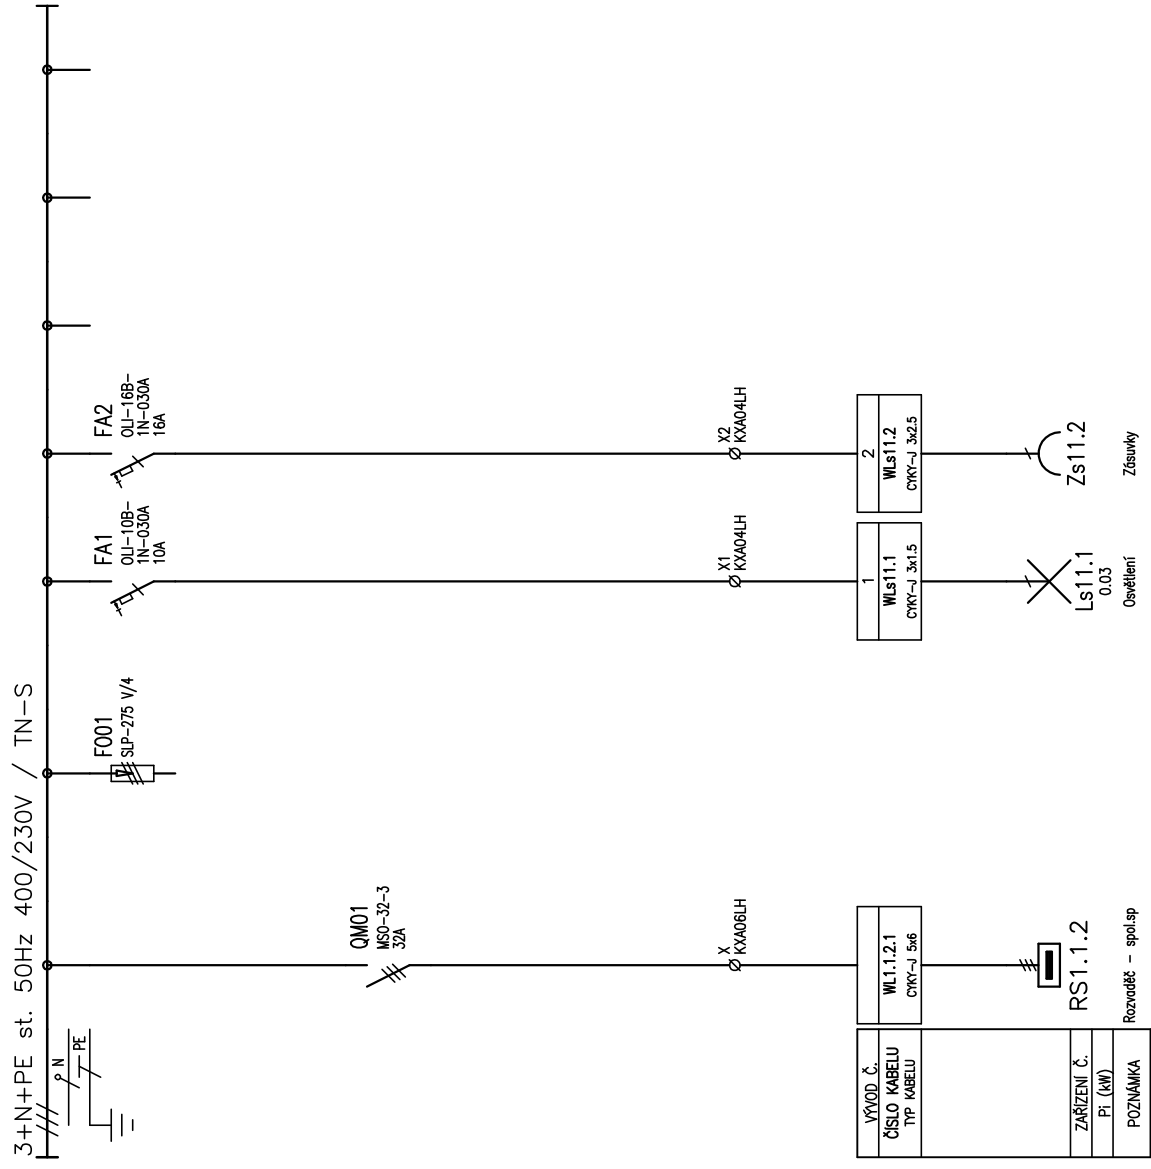 3+N+PE st. 50Hz 400/230V / TN-S
N
PE
QM01
MSO-32-3
32A
F001
SLP-275 V/4
FA1
OLI-10B-
1N-030A
10A
FA2
OLI-16B-
1N-030A
16A
X
KXA06LH
X1
KXA04LH
X2
KXA04LH
VÝVOD Č.
ČÍSLO KABELU
TYP KABELU
WL1.1.2.1
CYKY-J 5x6
1
WLs11.1
CYKY-J 3x1.5
2
WLs11.2
CYKY-J 3x2.5
ZAŘÍZENÍ Č.
Pi (kW)
POZNÁMKA
RS1.1.2
Rozvaděč - spol.sp
Ls11.1
0.03
Osvětlení
Zs11.2
Zásuvky